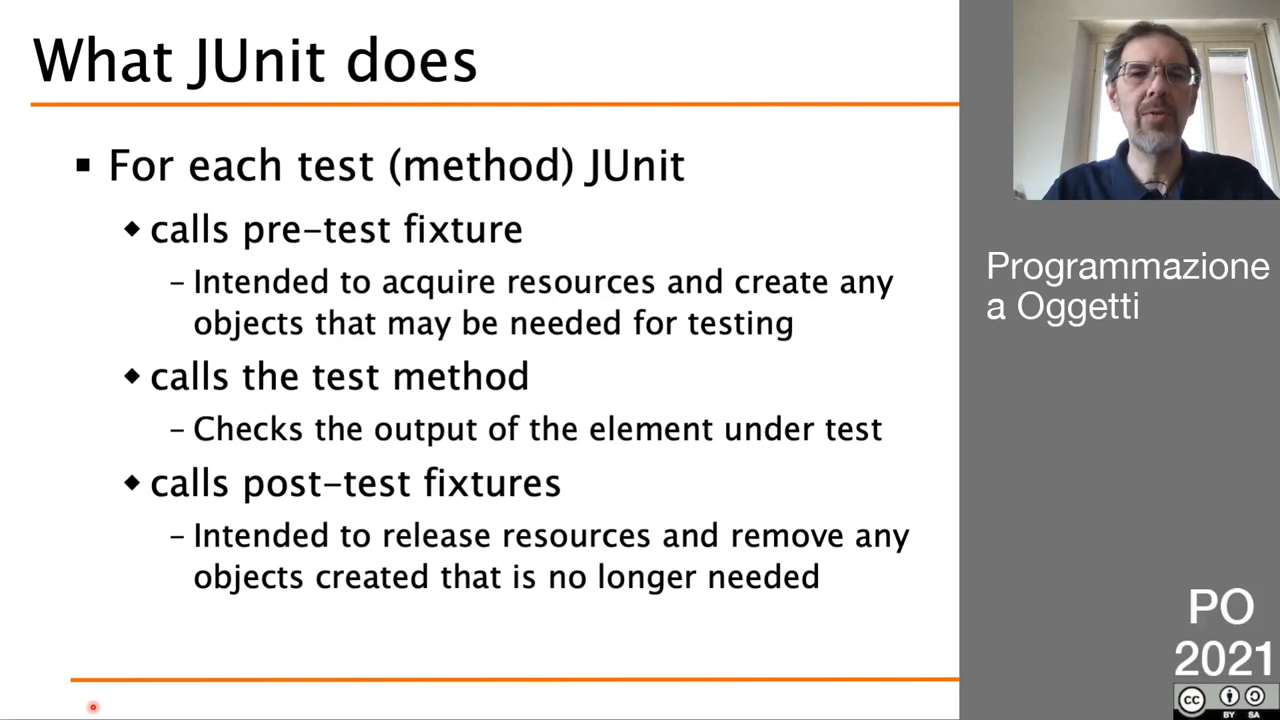 What JUnit does
▪ For each test (method) JUnit
◆ calls pre-test fixture
– Intended to acquire resources and create any
objects that may be needed for testing
◆ calls the test method
– Checks the output of the element under test
◆ calls post-test fixtures
– Intended to release resources and remove any
objects created that is no longer needed
Programmazione
a Oggetti
PO
2021
CC BY SA